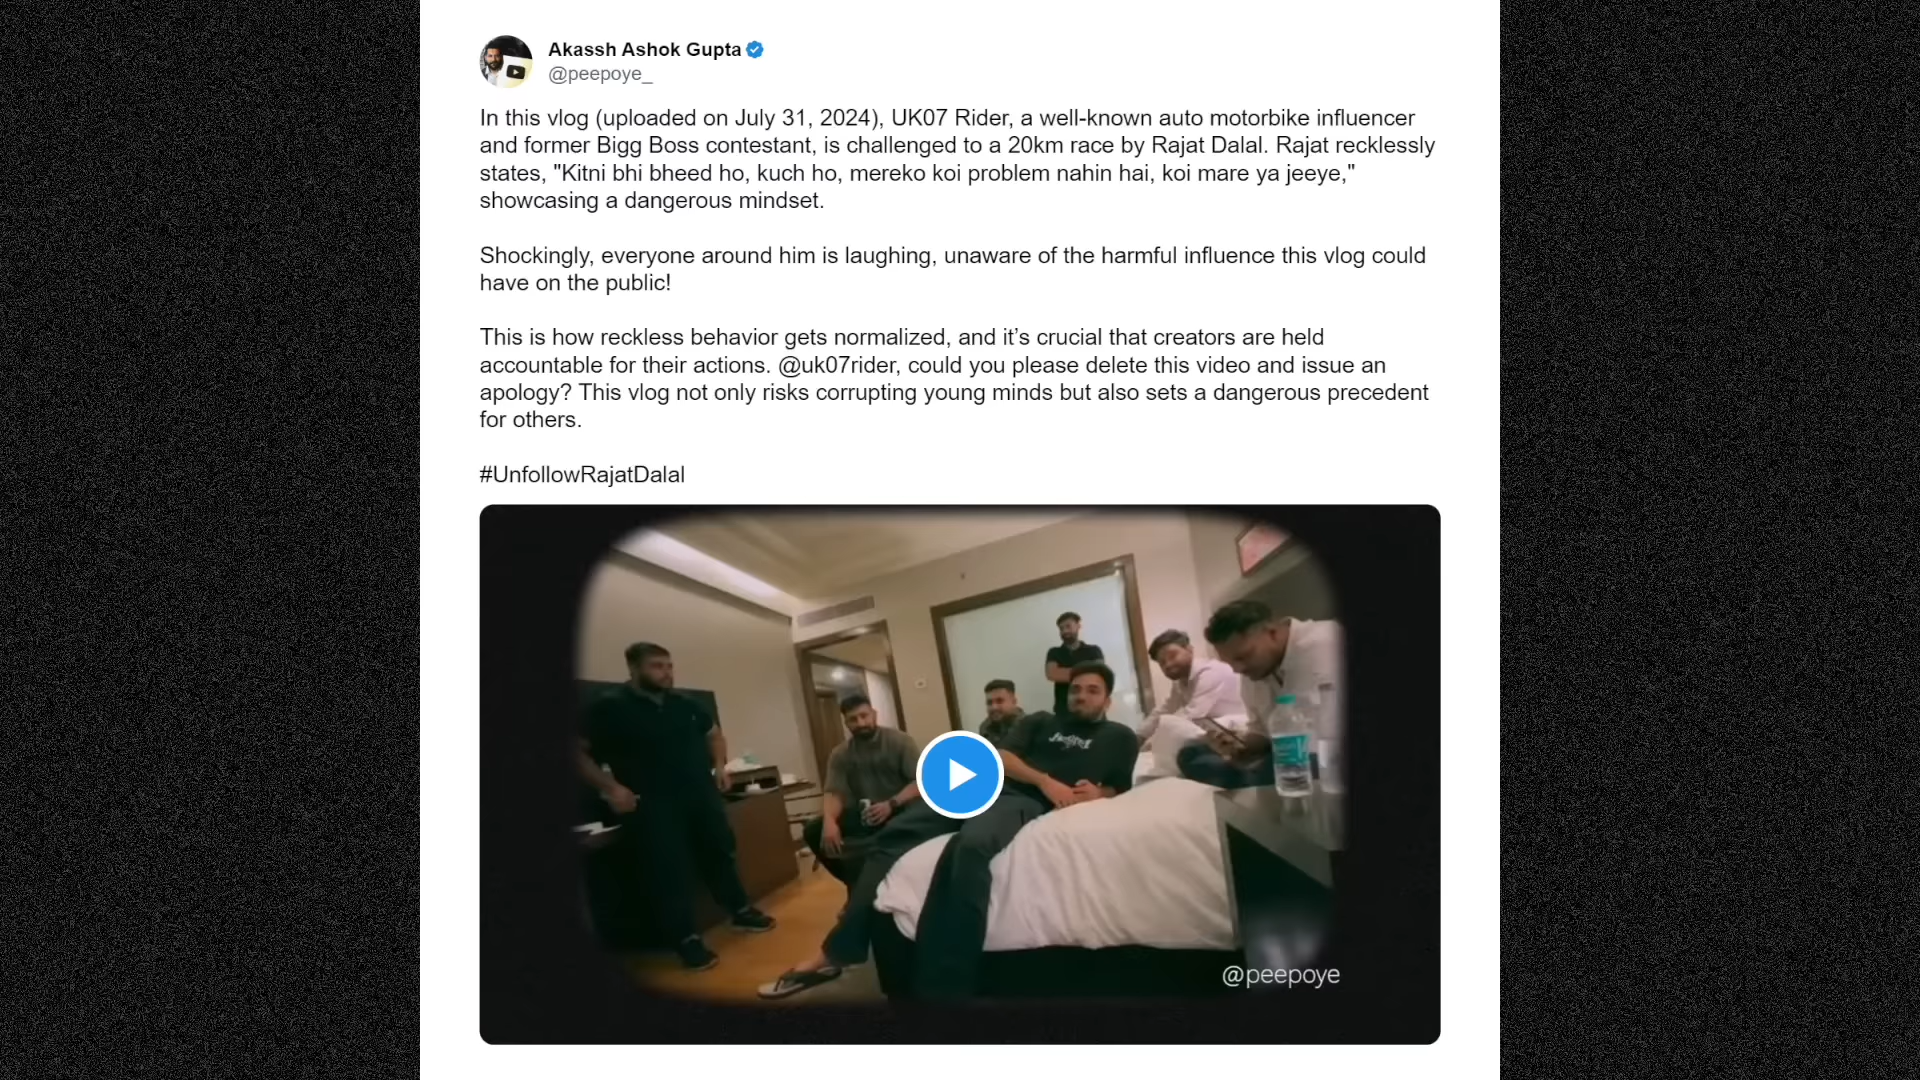 Akassh Ashok Gupta
@peepoye_
In this vlog (uploaded on July 31, 2024), UK07 Rider, a well-known auto motorbike influencer
and former Bigg Boss contestant, is challenged to a 20km race by Rajat Dalal. Rajat recklessly
states, "Kitni bhi bheed ho, kuch ho, mereko koi problem nahin hai, koi mare ya jeeye,"
showcasing a dangerous mindset.
Shockingly, everyone around him is laughing, unaware of the harmful influence this vlog could
have on the public!
This is how reckless behavior gets normalized, and it’s crucial that creators are held
accountable for their actions. @uk07rider, could you please delete this video and issue an
apology? This vlog not only risks corrupting young minds but also sets a dangerous precedent
for others.
#UnfollowRajatDalal
@peepoye